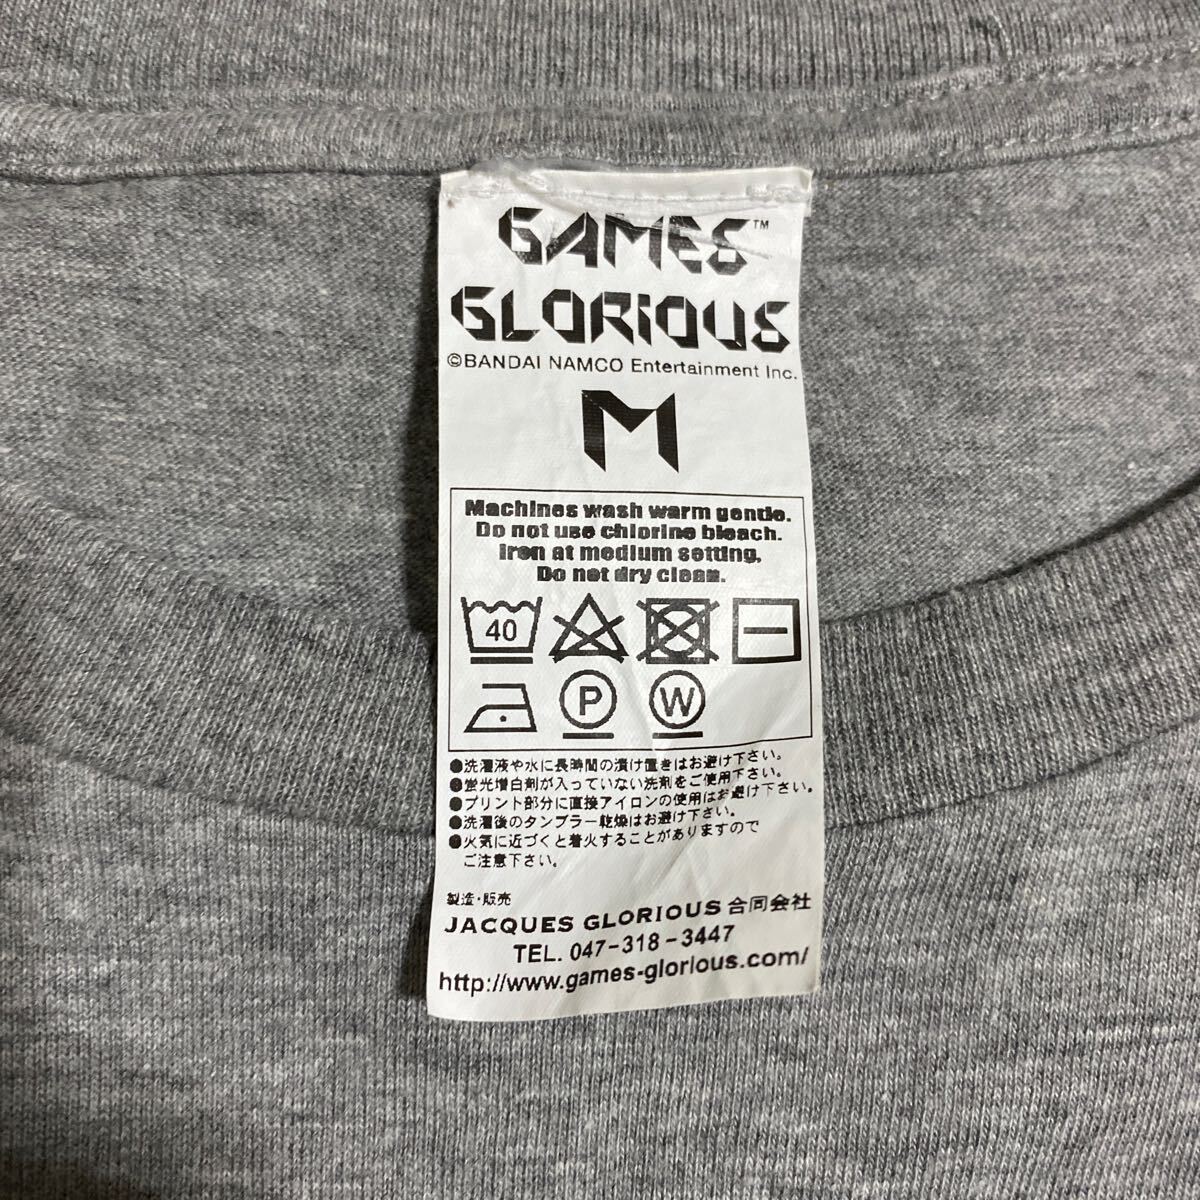 GAMES™
GLORiOUS
©BANDAI NAMCO Entertainment Inc.
M
Machines wash warm gentle.
Do not use chlorine bleach.
Iron at medium setting.
Do not dry clean.
40
P W
●洗濯液や水に長時間の漬け置きはお避け下さい。
●蛍光増白剤が入っていない洗剤をご使用下さい。
●プリント部分に直接アイロンの使用はお避け下さい。
●洗濯後のタンブラー乾燥はお避け下さい。
●火気に近づくと着火することがありますので
ご注意下さい。
製造・販売
JACQUES GLORIOUS 合同会社
TEL. 047-318-3447
http://www.games-glorious.com/